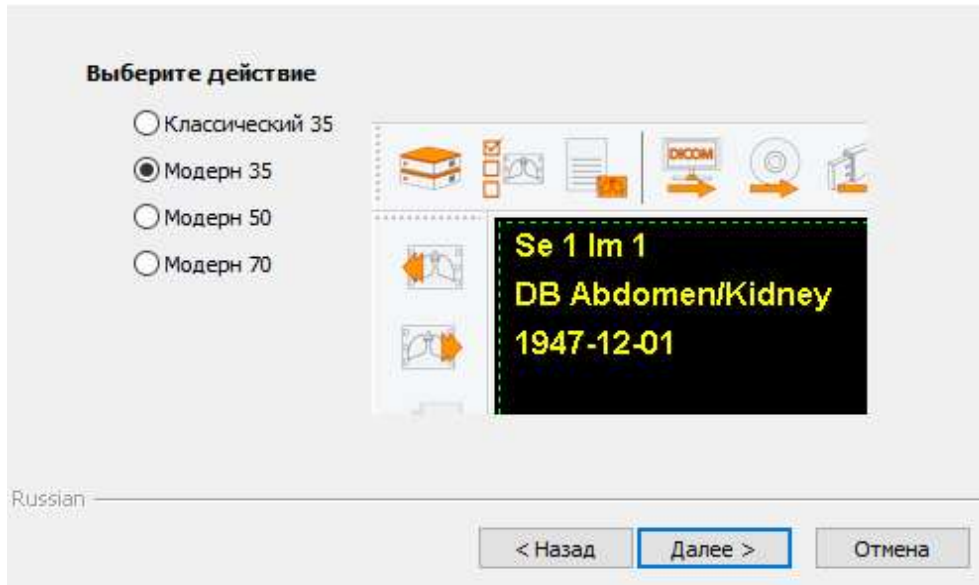 Выберите действие
Классический 35
Модерн 35
Модерн 50
Модерн 70
DICOM
Se 1 Im 1
DB Abdomen/Kidney
1947-12-01
Russian
< Назад
Далее >
Отмена